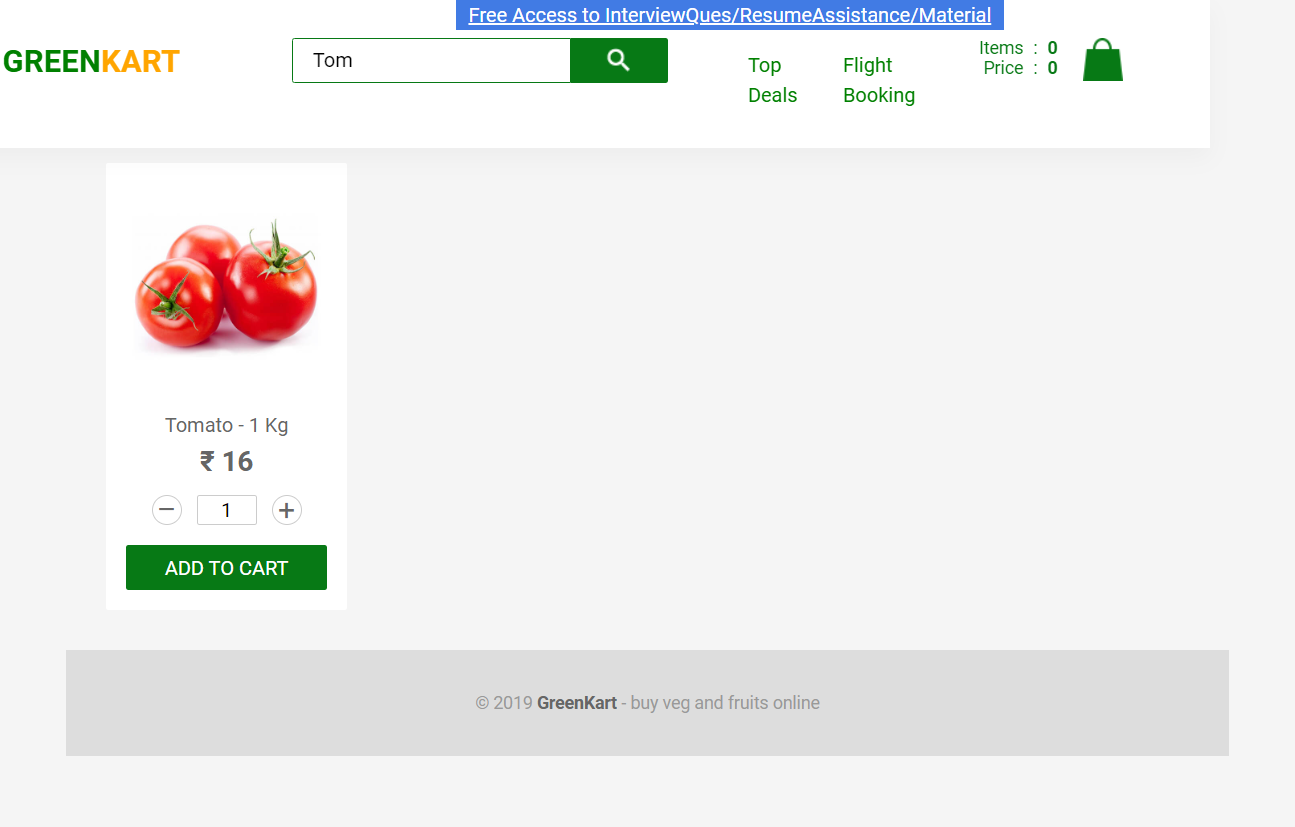 Free Access to InterviewQues/ResumeAssistance/Material
GREENKART
Tom
Top
Deals
Flight
Booking
Items : 0
Price : 0
Tomato - 1 Kg
₹ 16
− 1 +
ADD TO CART
© 2019 GreenKart - buy veg and fruits online